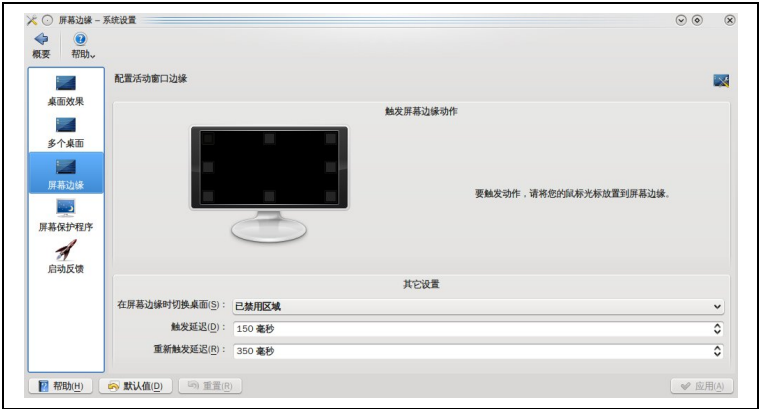 屏幕边缘 – 系统设置
概要
帮助
桌面效果
多个桌面
屏幕边缘
屏幕保护程序
启动反馈
配置活动窗口边缘
触发屏幕边缘动作
要触发动作，请将您的鼠标光标放置到屏幕边缘。
其它设置
在屏幕边缘时切换桌面(S)： 已禁用区域
触发延迟(D)： 150 毫秒
重新触发延迟(R)： 350 毫秒
帮助(H) 默认值(D) 重置(R) 应用(A)